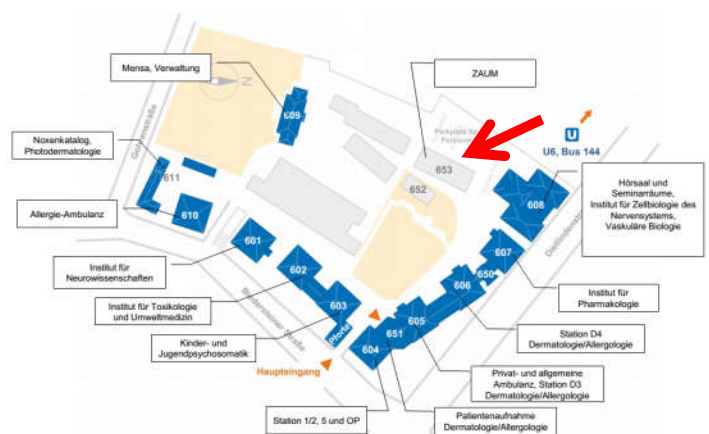 Mensa, Verwaltung
ZAUM
N
609
Parkplatz für
Personal
U
U6, Bus 144
653
652
Noxenkatalog,
Photodermatologie
611
Hörsaal und
Seminarräume,
Institut für Zellbiologie des
Nervensystems,
Vaskuläre Biologie
608
Allergie-Ambulanz
610
601
607
650
Institut für
Neurowissenschaften
602
606
Institut für
Pharmakologie
Institut für Toxikologie
und Umweltmedizin
603
605
Station D4
Dermatologie/Allergologie
Kinder- und
Jugendpsychosomatik
Pforte
651
604
Haupteingang
Privat- und allgemeine
Ambulanz, Station D3
Dermatologie/Allergologie
Station 1/2, 5 und OP
Patientenaufnahme
Dermatologie/Allergologie